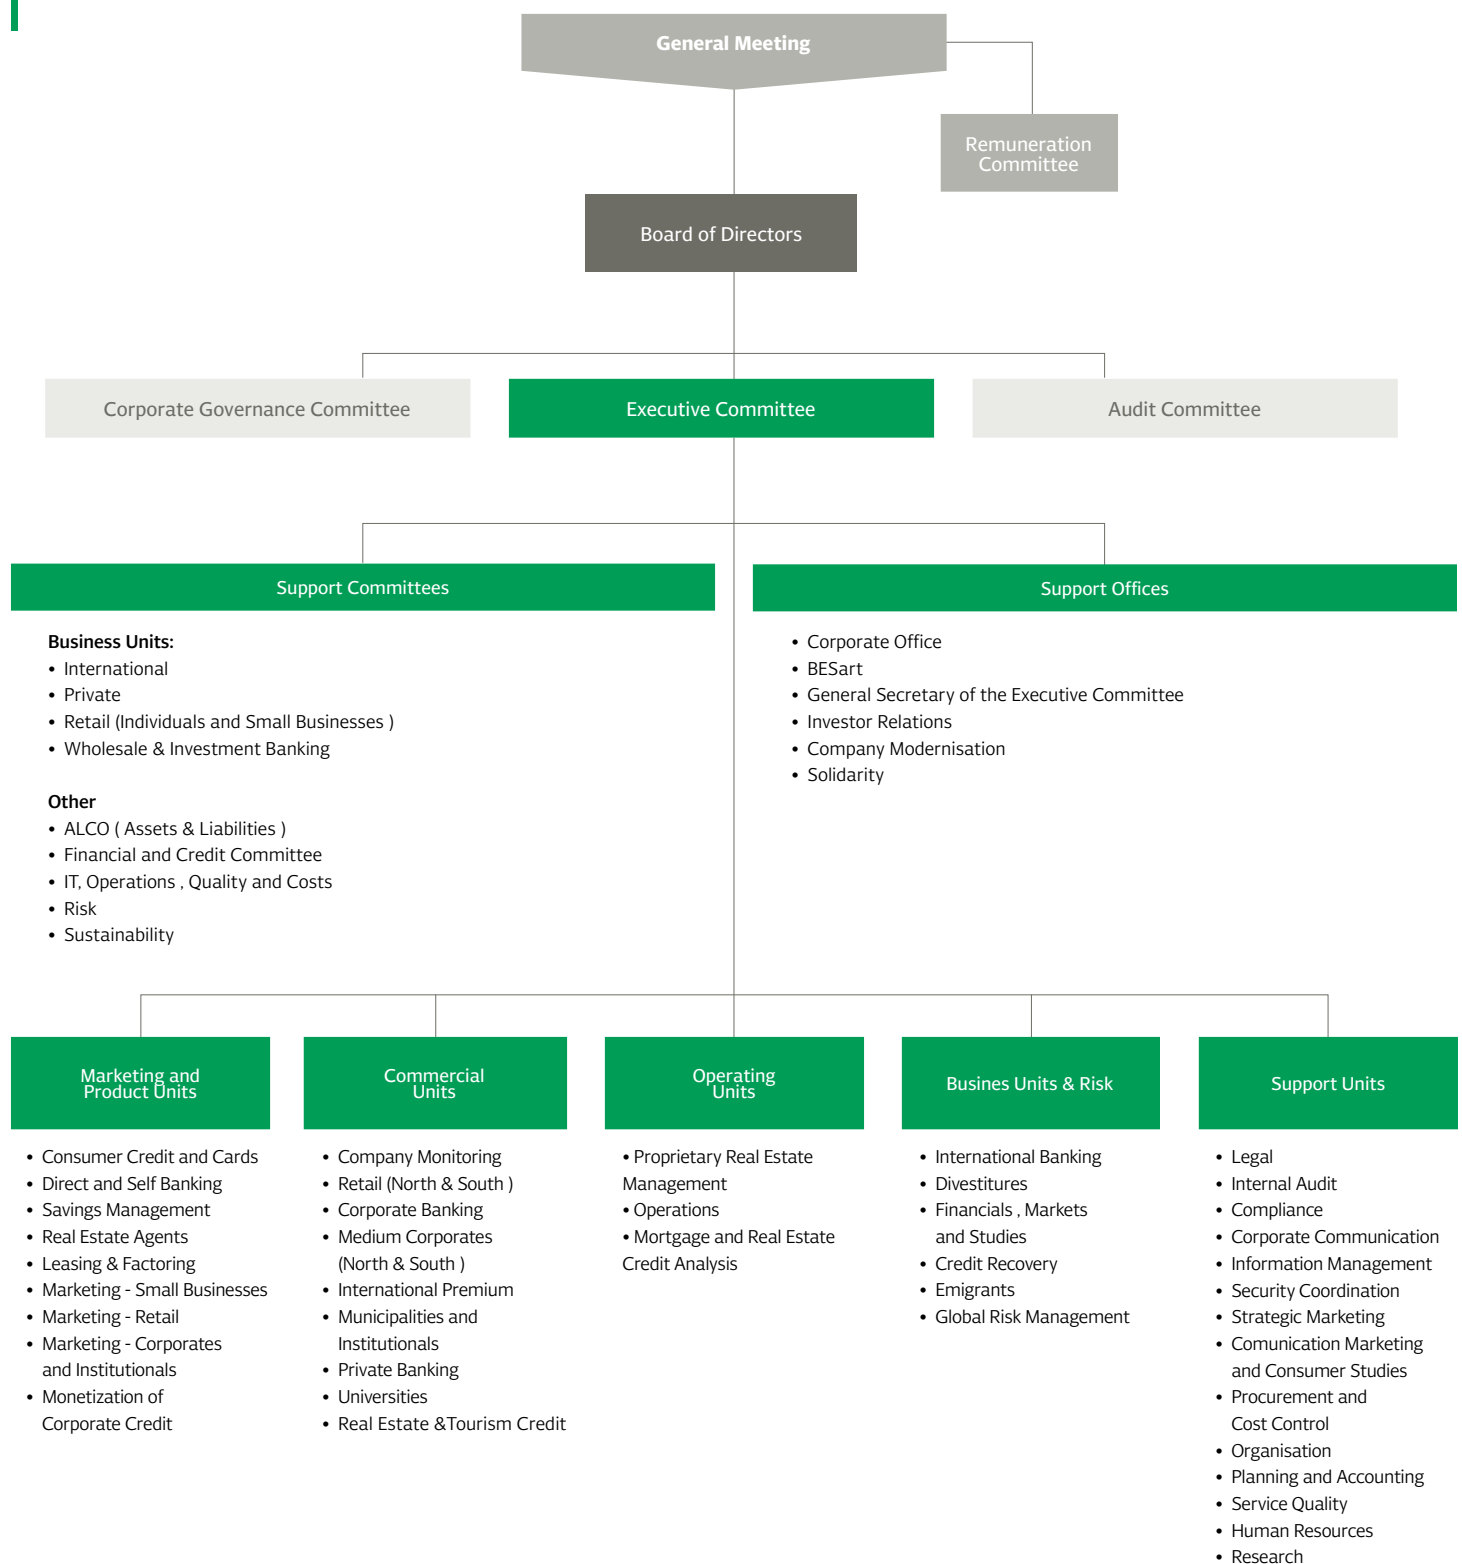 General Meeting
Remuneration
Committee
Board of Directors
Corporate Governance Committee
Executive Committee
Audit Committee
Support Committees
Business Units:
• International
• Private
• Retail (Individuals and Small Businesses )
• Wholesale & Investment Banking
Other
• ALCO ( Assets & Liabilities )
• Financial and Credit Committee
• IT, Operations , Quality and Costs
• Risk
• Sustainability
Support Offices
• Corporate Office
• BESart
• General Secretary of the Executive Committee
• Investor Relations
• Company Modernisation
• Solidarity
Marketing and
Product Units
• Consumer Credit and Cards
• Direct and Self Banking
• Savings Management
• Real Estate Agents
• Leasing & Factoring
• Marketing - Small Businesses
• Marketing - Retail
• Marketing - Corporates
and Institutionals
• Monetization of
Corporate Credit
Commercial
Units
• Company Monitoring
• Retail (North & South )
• Corporate Banking
• Medium Corporates
(North & South )
• International Premium
• Municipalities and
Institutionals
• Private Banking
• Universities
• Real Estate &Tourism Credit
Operating
Units
• Proprietary Real Estate
Management
• Operations
• Mortgage and Real Estate
Credit Analysis
Busines Units & Risk
• International Banking
• Divestitures
• Financials , Markets
and Studies
• Credit Recovery
• Emigrants
• Global Risk Management
Support Units
• Legal
• Internal Audit
• Compliance
• Corporate Communication
• Information Management
• Security Coordination
• Strategic Marketing
• Comunication Marketing
and Consumer Studies
• Procurement and
Cost Control
• Organisation
• Planning and Accounting
• Service Quality
• Human Resources
• Research